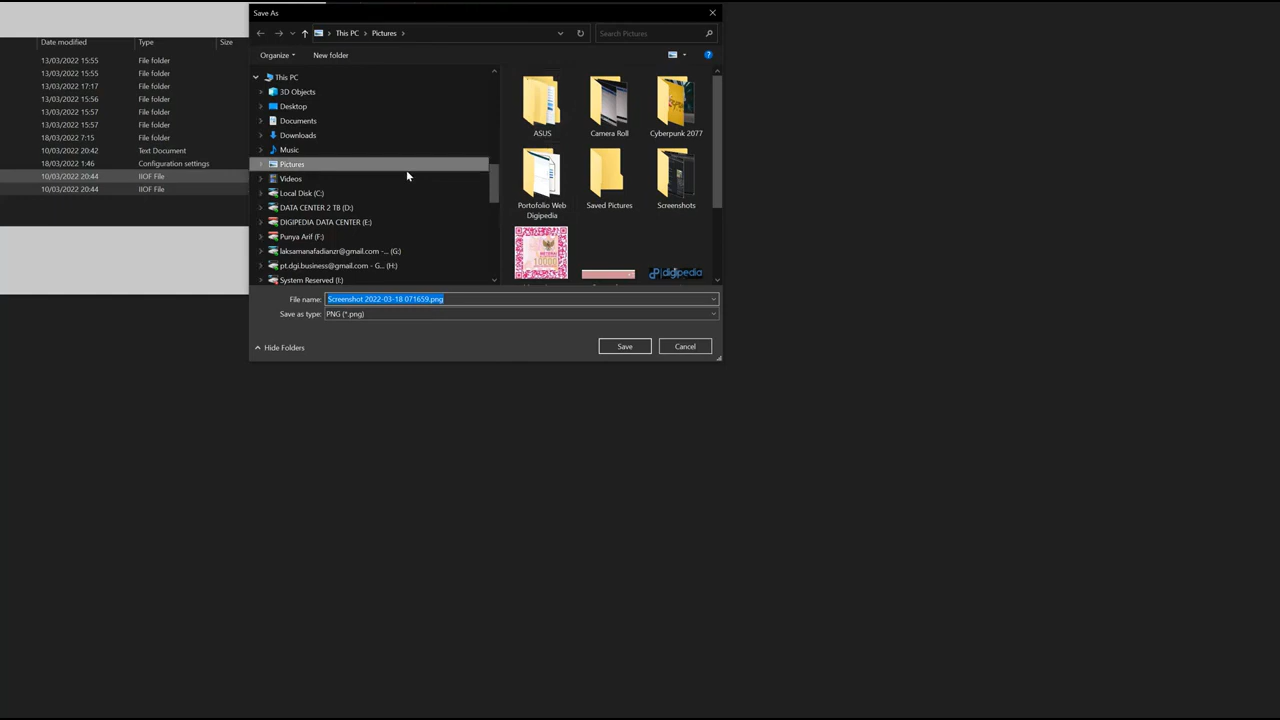 Save As
This PC
Pictures
Search Pictures
Organize
New folder
Date modified Type Size
13/03/2022 15:55 File folder
13/03/2022 15:55 File folder
13/03/2022 17:17 File folder
13/03/2022 15:56 File folder
13/03/2022 15:57 File folder
13/03/2022 15:57 File folder
18/03/2022 7:15 File folder
10/03/2022 20:42 Text Document
18/03/2022 1:46 Configuration settings
10/03/2022 20:44 IIOF File
10/03/2022 20:44 IIOF File
This PC
3D Objects
Desktop
Documents
Downloads
Music
Pictures
Videos
Local Disk (C:)
DATA CENTER 2 TB (D:)
DIGIPEDIA DATA CENTER (E:)
Punya Arif (F:)
laksamanafadianzr@gmail.com -... (G:)
pt.dgi.business@gmail.com - G... (H:)
System Reserved (I:)
ASUS
Camera Roll
Cyberpunk 2077
Portofolio Web
Digipedia
Saved Pictures
Screenshots
10000
digipedia
File name: Screenshot 2022-03-18 071659.png
Save as type: PNG (*.png)
Hide Folders
Save
Cancel